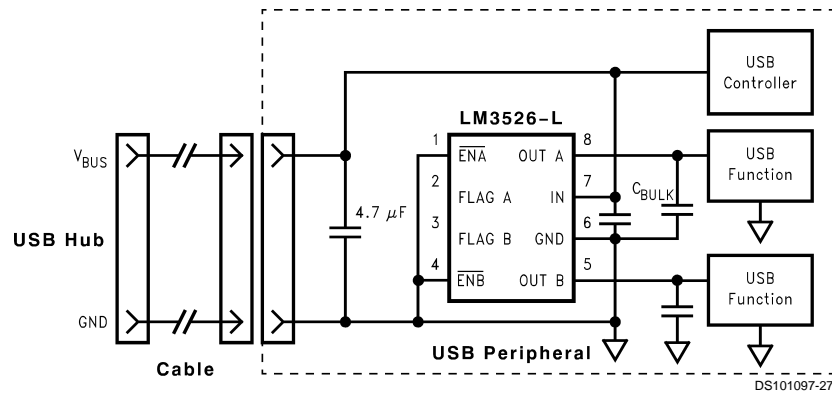 USB
Controller
LM3526-L
1
8
V_BUS
ENA
OUT A
USB
Function
2
7
FLAG A
IN
C_BULK
4.7 μF
3
6
USB Hub
FLAG B
GND
4
5
ENB
OUT B
USB
Function
GND
USB Peripheral
Cable
DS101097-27